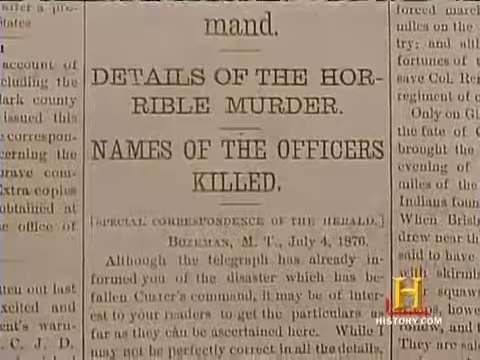 mand.
DETAILS OF THE HOR-
RIBLE MURDER.
NAMES OF THE OFFICERS
KILLED.
[SPECIAL CORRESPONDENCE OF THE HERALD.]
BOZEMAN, M. T., July 4, 1876.
Although the telegraph has already in-
formed you of the disaster which has be-
fallen Custer's command, it may be of inter-
est to your readers to get the particulars as
far as they can be ascertained here. While I
may not be perfectly correct in all the details,
account of
cluding the
lark county
issued this
correspon-
cerning the
brave com-
Extra copies
obtained at
office of
ten out last
excited and
ent's warn-
C. J. D.
forced march
miles on the
try; and
fortunes of
save Col. Re
regiment of
Only on
the fate of
brought the
evening of
miles of the
Indians foun
When Brisb
drew near th
said to have
with skirmis
squaws
however
They are
H
HISTORY.COM